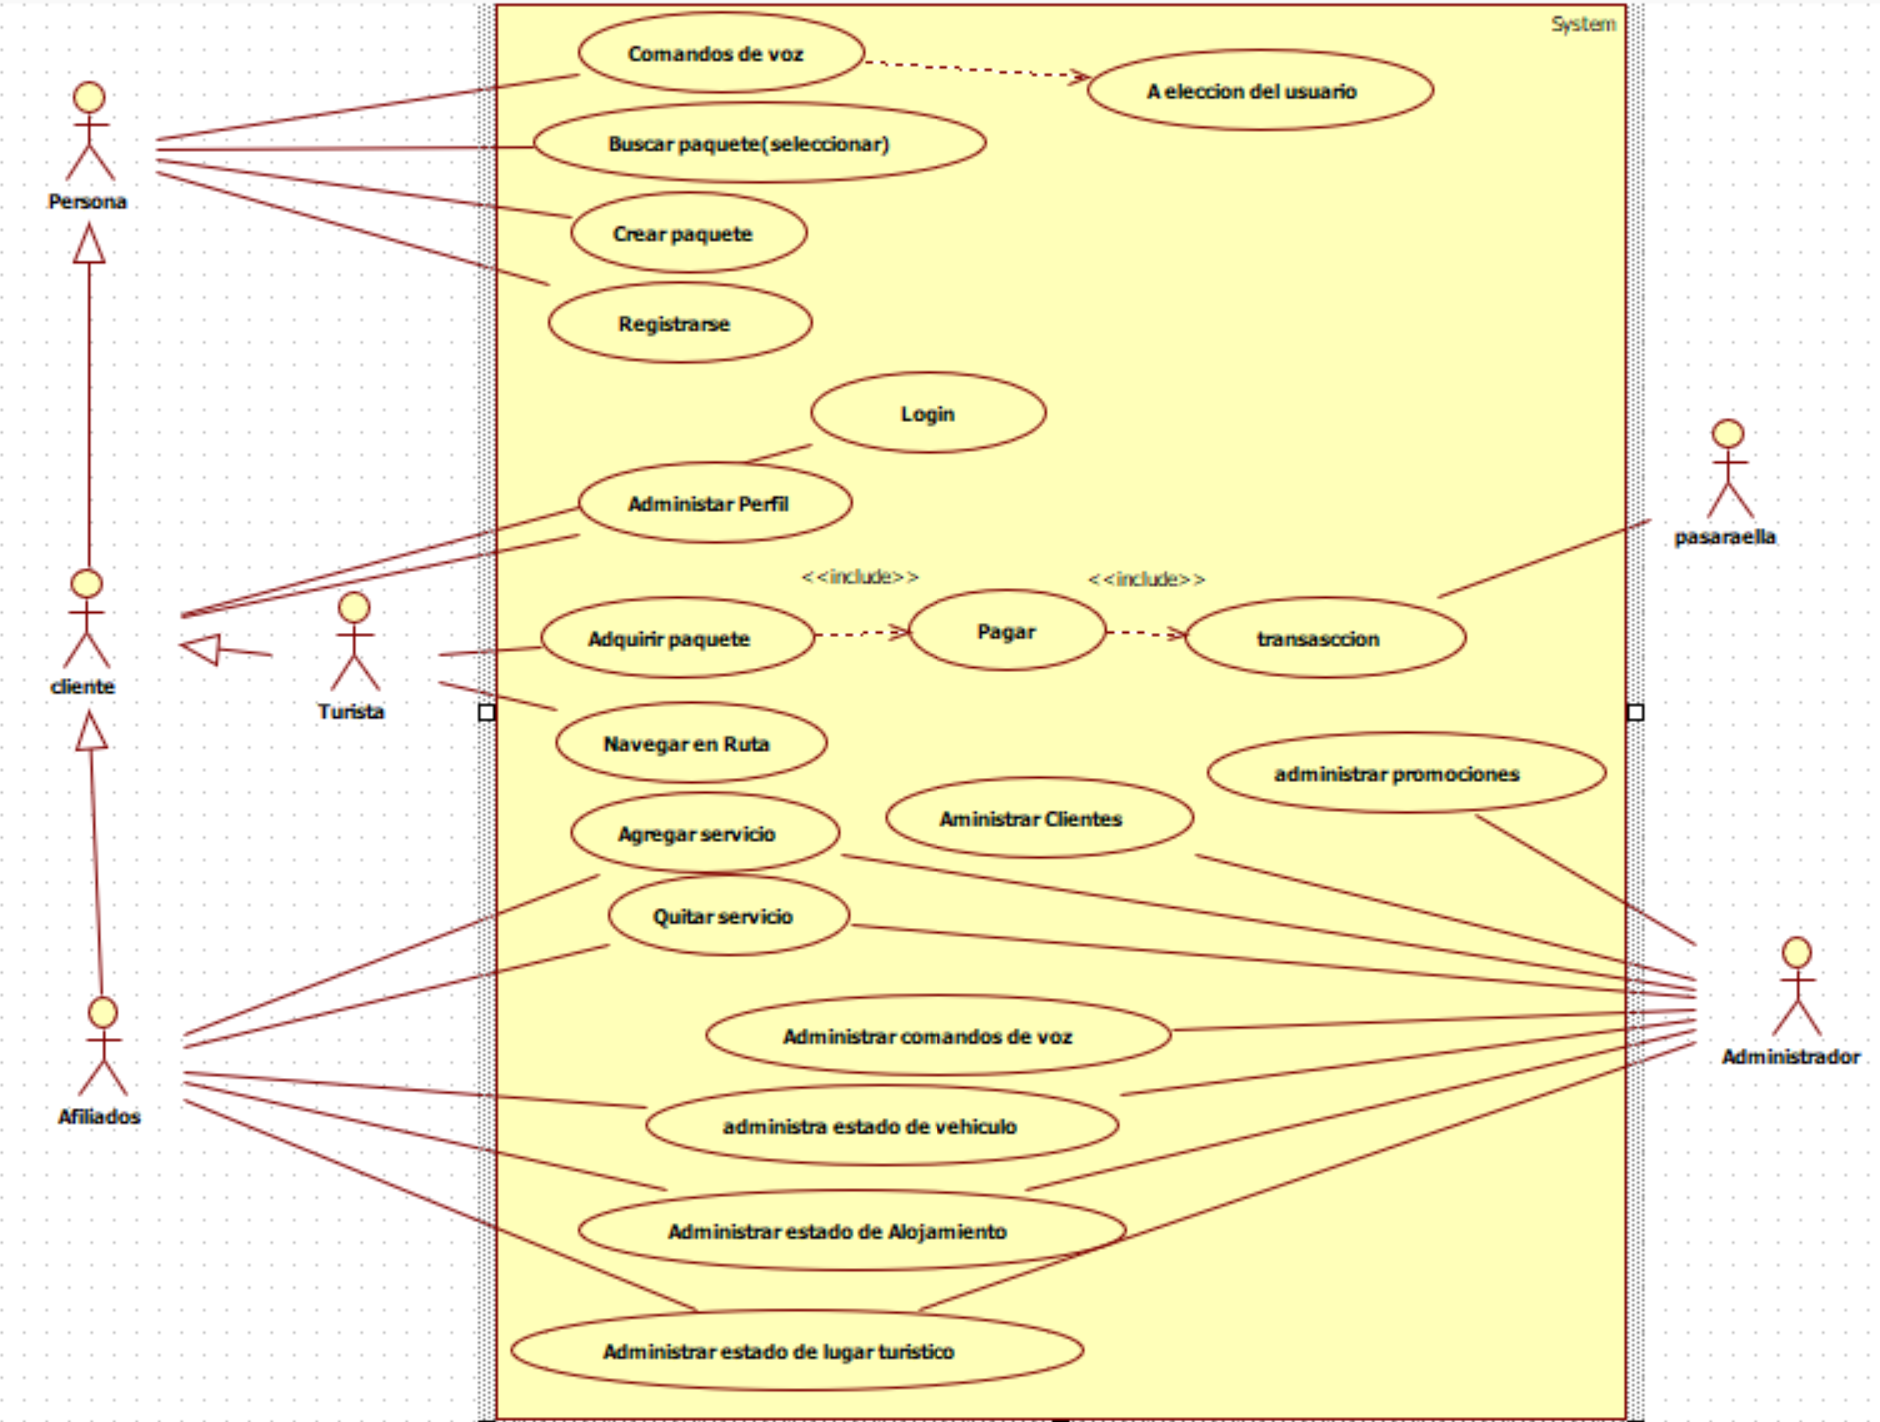 System
Comandos de voz
A eleccion del usuario
Buscar paquete(seleccionar)
Persona
Crear paquete
Registrarse
Login
Administar Perfil
pasaraella
<<include>>
<<include>>
Adquirir paquete
Pagar
transasccion
cliente
Turista
Navegar en Ruta
administrar promociones
Agregar servicio
Aministrar Clientes
Quitar servicio
Administrar comandos de voz
Administrador
Afiliados
administra estado de vehiculo
Administrar estado de Alojamiento
Administrar estado de lugar turistico